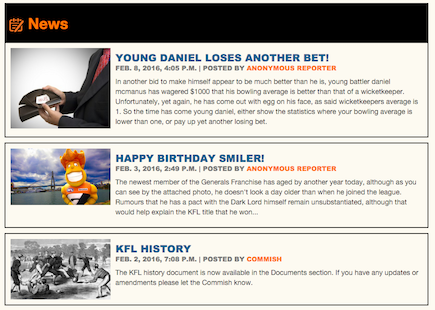 News
YOUNG DANIEL LOSES ANOTHER BET!
FEB. 8, 2016, 4:05 P.M. | POSTED BY ANONYMOUS REPORTER
In another bid to make himself appear to be much better than he is, young battler daniel
mcmanus has wagered $1000 that his bowling average is better than that of a wicketkeeper.
Unfortunately, yet again, he has come out with egg on his face, as said wicketkeepers average is
1. So the time has come young daniel, either show the statistics where your bowling average is
lower than one, or pay up yet another losing bet.
HAPPY BIRTHDAY SMILER!
FEB. 3, 2016, 2:49 P.M. | POSTED BY ANONYMOUS REPORTER
The newest member of the Generals Franchise has aged by another year today, although as you
can see by the attached photo, he doesn't look a day older than when he joined the league.
Rumours that he has a pact with the Dark Lord himself remain unsubstantiated, although that
would help explain the KFL title that he won...
KFL HISTORY
FEB. 2, 2016, 7:08 P.M. | POSTED BY COMMISH
The KFL history document is now available in the Documents section. If you have any updates or
amendments please let the Commish know.